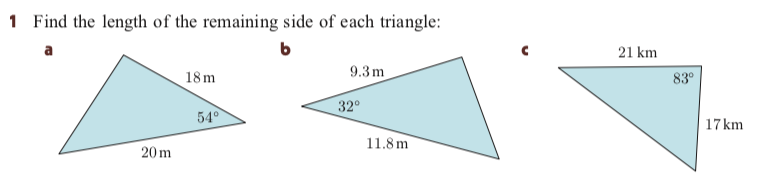 1 Find the length of the remaining side of each triangle:
a
b
c
18 m
54°
20 m
9.3 m
32°
11.8 m
21 km
83°
17 km